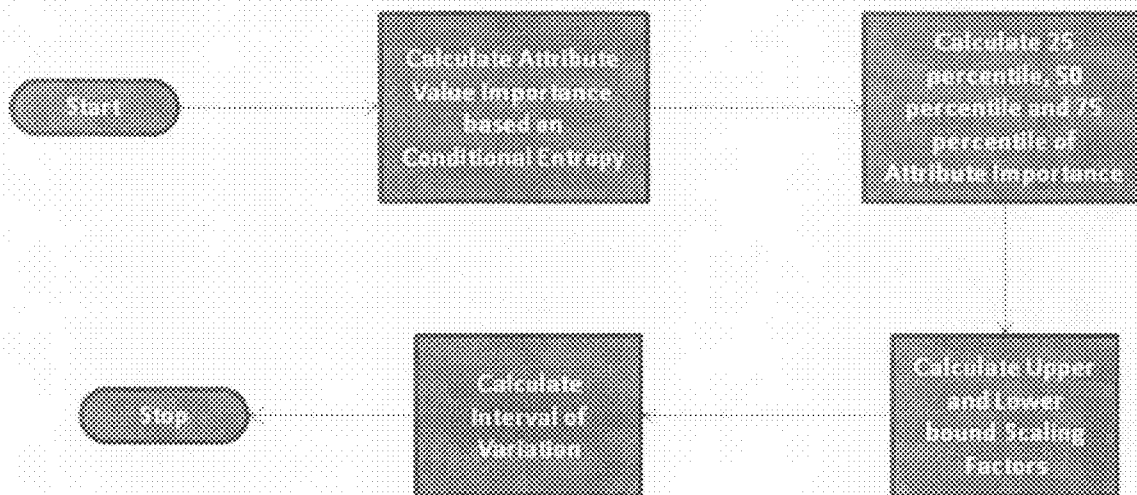 Start
Calculate Attribute
Value Importance
based on
Conditional Entropy
Calculate 25
percentile, 50
percentile and 75
percentile of
Attribute Importance
Calculate Upper
and Lower
bound Scaling
Factors
Calculate
Interval of
Variation
Stop